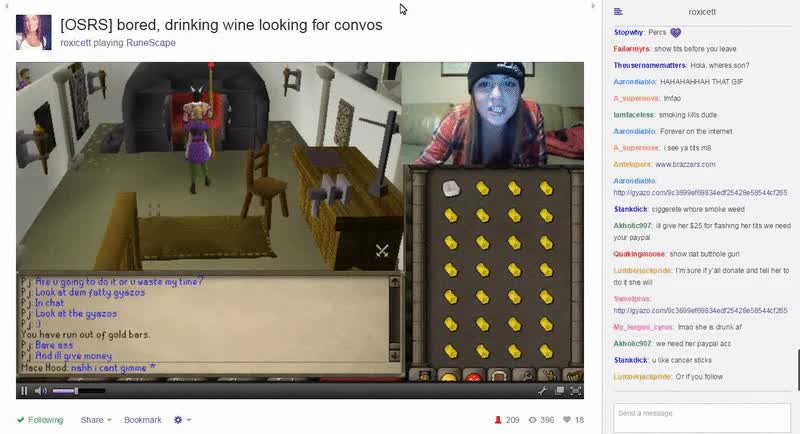 [OSRS] bored, drinking wine looking for convos
roxicett playing RuneScape
Pj: Are u going to do it or u waste my time?
Pj: Look at dem fatty gyazos
Pj: In chat
Pj: Look at the gyazos
Pj: :)
You have run out of gold bars.
Pj: Bare ass
Pj: And ill give money
Mace Hood: nahh i cant gimme *
Following
Share
Bookmark
209
396
18
roxicett
Stopwhy: Percs
Failarmyrs: show tits before you leave
Theusernamematters: Hola, wheres son?
Aarondiablo: HAHAHAHHAH THAT GIF
A_supernova: lmfao
Iamfaceless: smoking kills dude
Aarondiablo: Forever on the internet
A_supernova: i see ya tits m8
Antelopers: www.brazzers.com
Aarondiablo:
http://gyazo.com/9c3699ef69834edf25428e58544cf265
Stankdick: ciggerete whore smoke weed
Akholic907: ill give her $25 for flashing her tits we need your paypal
Quakingmoose: show dat butthole gurl
Lumberjackpride: I'm sure if y'all donate and tell her to do it she will
Sweetpros:
http://gyazo.com/9c3699ef69834edf25428e58544cf265
lmao she is drunk af
Akholic907: we need her paypal acc
Stankdick: u like cancer sticks
Lumberjackpride: Or if you follow
Send a message